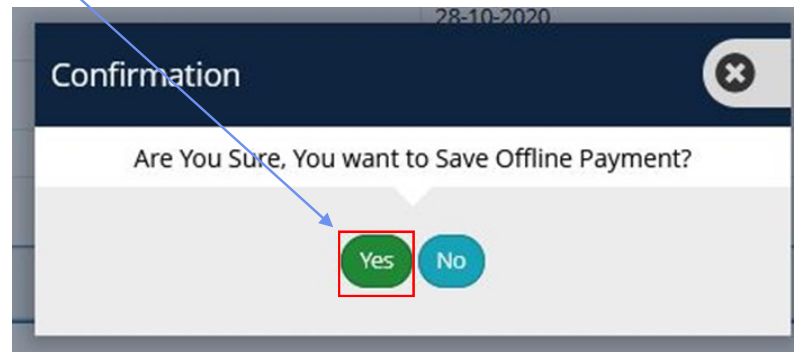 28-10-2020
Confirmation
Are You Sure, You want to Save Offline Payment?
Yes No